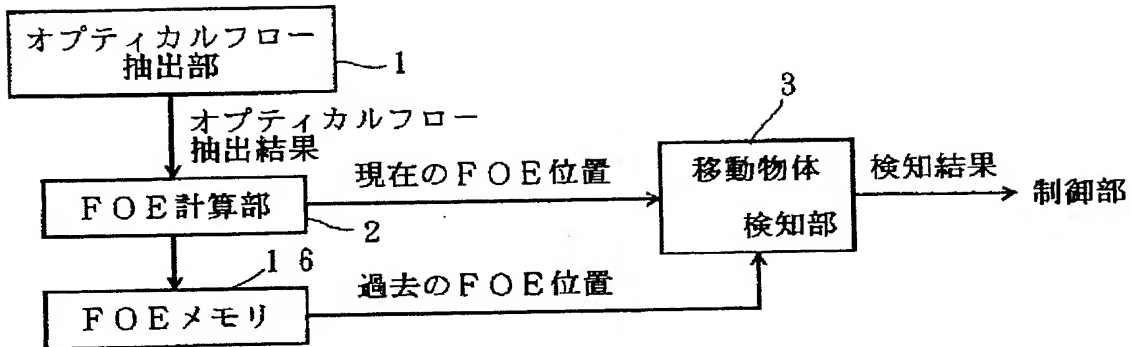 オプティカルフロー
抽出部
1
オプティカルフロー
抽出結果
FOE計算部
2
現在のFOE位置
3
移動物体
検知部
検知結果
制御部
16
FOEメモリ
過去のFOE位置